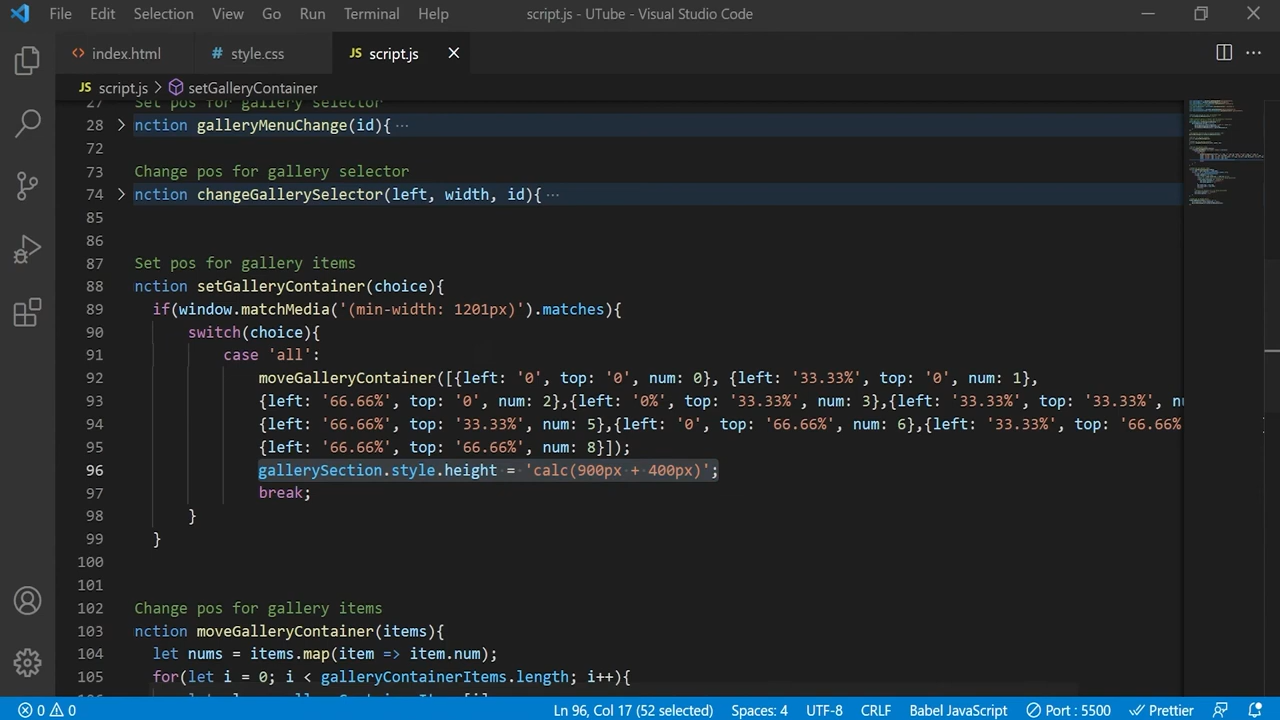 File Edit Selection View Go Run Terminal Help script.js - UTube - Visual Studio Code
<> index.html # style.css JS script.js
JS script.js > setGalleryContainer
27 Set pos for gallery selector
28 nction galleryMenuChange(id){ ···
72
73 Change pos for gallery selector
74 nction changeGallerySelector(left, width, id){ ···
85
86
87 Set pos for gallery items
88 nction setGalleryContainer(choice){
89 if(window.matchMedia('(min-width: 1201px)').matches){
90 switch(choice){
91 case 'all':
92 moveGalleryContainer([{left: '0', top: '0', num: 0}, {left: '33.33%', top: '0', num: 1},
93 {left: '66.66%', top: '0', num: 2},{left: '0%', top: '33.33%', num: 3},{left: '33.33%', top: '33.33%', nu
94 {left: '66.66%', top: '33.33%', num: 5},{left: '0', top: '66.66%', num: 6},{left: '33.33%', top: '66.66%
95 {left: '66.66%', top: '66.66%', num: 8}]);
96 gallerySection.style.height = 'calc(900px + 400px)';
97 break;
98 }
99 }
100
101
102 Change pos for gallery items
103 nction moveGalleryContainer(items){
104 let nums = items.map(item => item.num);
105 for(let i = 0; i < galleryContainerItems.length; i++){
0 0 Ln 96, Col 17 (52 selected) Spaces: 4 UTF-8 CRLF Babel JavaScript Port : 5500 Prettier